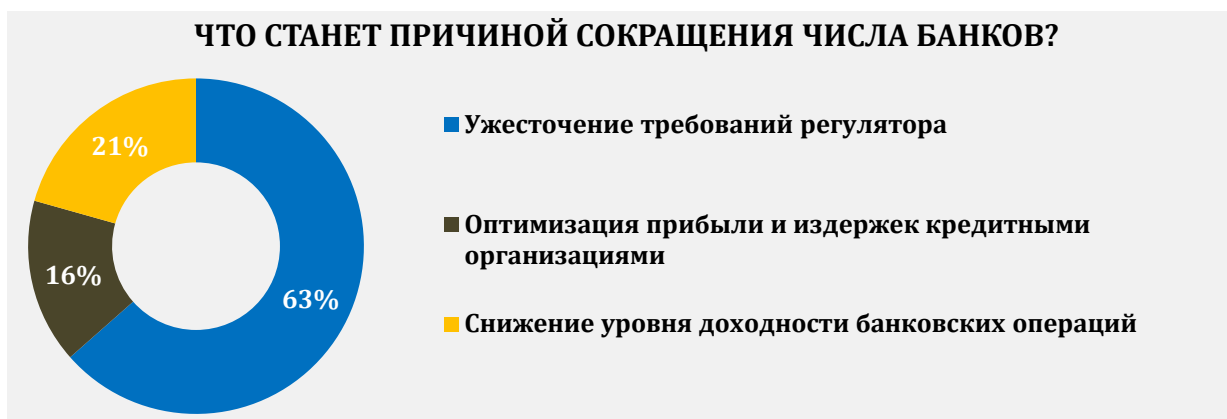 ЧТО СТАНЕТ ПРИЧИНОЙ СОКРАЩЕНИЯ ЧИСЛА БАНКОВ?
21%
16%
63%
Ужесточение требований регулятора
Оптимизация прибыли и издержек кредитными
организациями
Снижение уровня доходности банковских операций